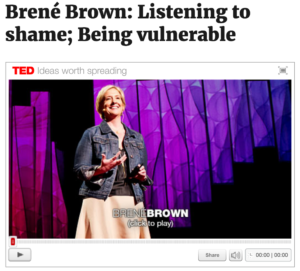 Brené Brown: Listening to
shame; Being vulnerable
TED Ideas worth spreading
BRENÉ BROWN
(click to play)
Share
00:00 | 00:00